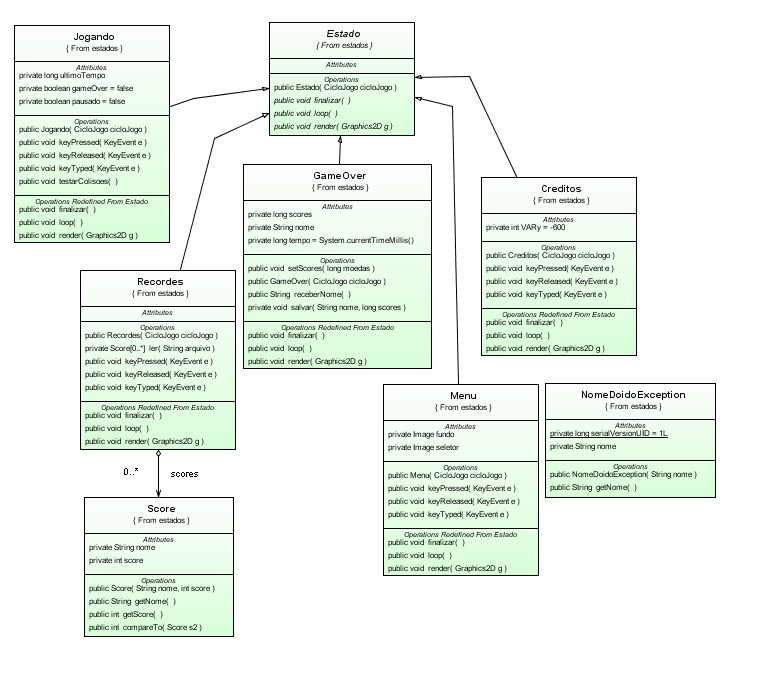 Jogando
{ From estados }
Attributes
private long ultimoTempo
private boolean gameOver = false
private boolean pausado = false
Operations
public Jogando( CicloJogo cicloJogo )
public void keyPressed( KeyEvent e )
public void keyReleased( KeyEvent e )
public void keyTyped( KeyEvent e )
public void testarColisoes( )
Operations Redefined From Estado
public void finalizar( )
public void loop( )
public void render( Graphics2D g )
Estado
{ From estados }
Attributes
Operations
public Estado( CicloJogo cicloJogo )
public void finalizar( )
public void loop( )
public void render( Graphics2D g )
GameOver
{ From estados }
Attributes
private long scores
private String nome
private long tempo = System.currentTimeMillis()
Operations
public void setScores( long moedas )
public GameOver( CicloJogo cicloJogo )
public String receberNome( )
private void salvar( String nome, long scores )
Operations Redefined From Estado
public void finalizar( )
public void loop( )
public void render( Graphics2D g )
Creditos
{ From estados }
Attributes
private int VARy = -600
Operations
public Creditos( CicloJogo cicloJogo )
public void keyPressed( KeyEvent e )
public void keyReleased( KeyEvent e )
public void keyTyped( KeyEvent e )
Operations Redefined From Estado
public void finalizar( )
public void loop( )
public void render( Graphics2D g )
Recordes
{ From estados }
Attributes
Operations
public Recordes( CicloJogo cicloJogo )
private Score[0..*] ler( String arquivo )
public void keyPressed( KeyEvent e )
public void keyReleased( KeyEvent e )
public void keyTyped( KeyEvent e )
Operations Redefined From Estado
public void finalizar( )
public void loop( )
public void render( Graphics2D g )
0..* scores
Score
{ From estados }
Attributes
private String nome
private int score
Operations
public Score( String nome, int score )
public String getNome( )
public int getScore( )
public int compareTo( Score s2 )
Menu
{ From estados }
Attributes
private Image fundo
private Image seletor
Operations
public Menu( CicloJogo cicloJogo )
public void keyPressed( KeyEvent e )
public void keyReleased( KeyEvent e )
public void keyTyped( KeyEvent e )
Operations Redefined From Estado
public void finalizar( )
public void loop( )
public void render( Graphics2D g )
NomeDoidoException
{ From estados }
Attributes
private long serialVersionUID = 1L
private String nome
Operations
public NomeDoidoException( String nome )
public String getNome( )